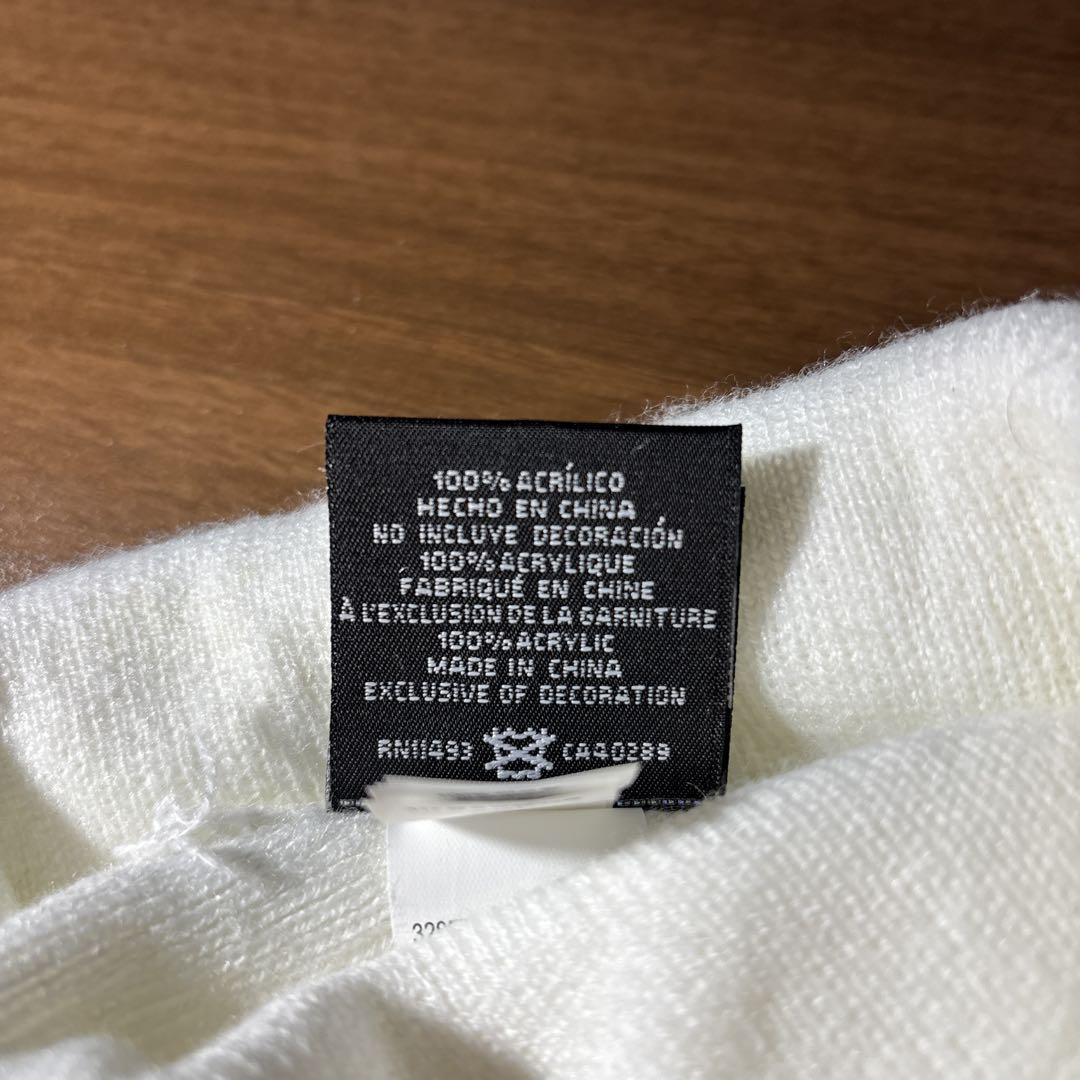 100% ACRÍLICO
HECHO EN CHINA
NO INCLUYE DECORACIÓN
100% ACRYLIQUE
FABRIQUÉ EN CHINE
À L'EXCLUSION DE LA GARNITURE
100% ACRYLIC
MADE IN CHINA
EXCLUSIVE OF DECORATION
RN11493 CA40289